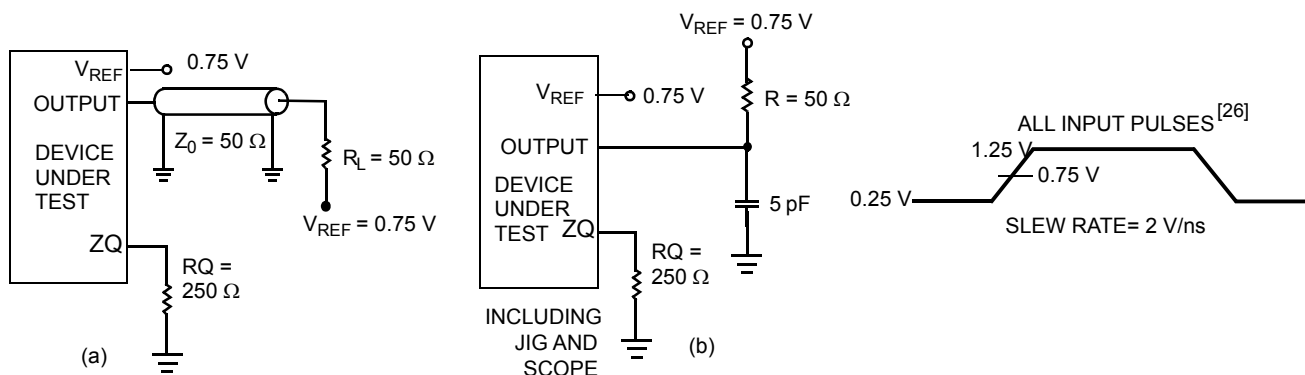 VREF
0.75 V
OUTPUT
Z0 = 50 Ω
DEVICE
UNDER
TEST
RL = 50 Ω
VREF = 0.75 V
ZQ
RQ =
250 Ω
(a)
VREF = 0.75 V
VREF
0.75 V
R = 50 Ω
OUTPUT
DEVICE
UNDER
TEST
ZQ
5 pF
RQ =
250 Ω
INCLUDING
JIG AND
SCOPE
(b)
ALL INPUT PULSES[26]
1.25 V
0.75 V
0.25 V
SLEW RATE= 2 V/ns